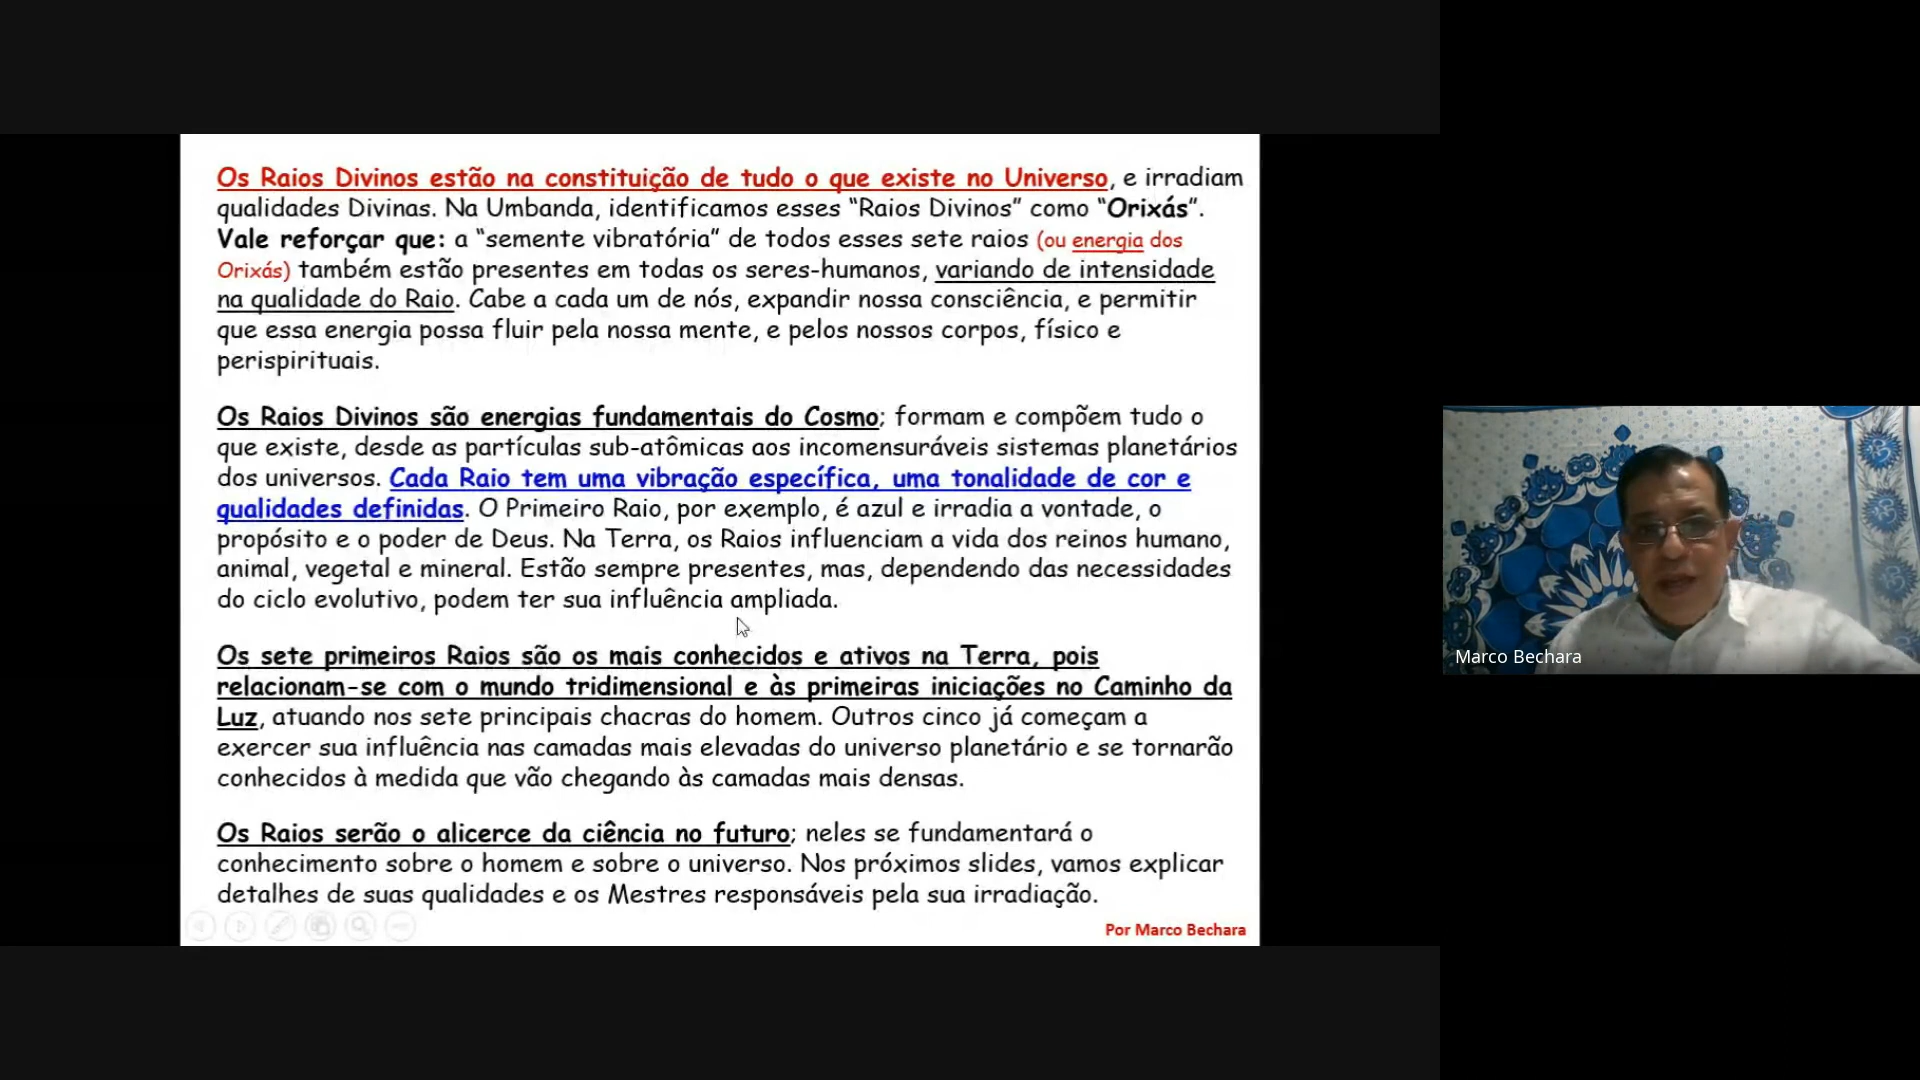 Os Raios Divinos estão na constituição de tudo o que existe no Universo, e irradiam
qualidades Divinas. Na Umbanda, identificamos esses “Raios Divinos” como “Orixás”.
Vale reforçar que: a “semente vibratória” de todos esses sete raios (ou energia dos
Orixás) também estão presentes em todas os seres-humanos, variando de intensidade
na qualidade do Raio. Cabe a cada um de nós, expandir nossa consciência, e permitir
que essa energia possa fluir pela nossa mente, e pelos nossos corpos, físico e
perispirituais.
Os Raios Divinos são energias fundamentais do Cosmo; formam e compõem tudo o
que existe, desde as partículas sub-atômicas aos incomensuráveis sistemas planetários
dos universos. Cada Raio tem uma vibração específica, uma tonalidade de cor e
qualidades definidas. O Primeiro Raio, por exemplo, é azul e irradia a vontade, o
propósito e o poder de Deus. Na Terra, os Raios influenciam a vida dos reinos humano,
animal, vegetal e mineral. Estão sempre presentes, mas, dependendo das necessidades
do ciclo evolutivo, podem ter sua influência ampliada.
Os sete primeiros Raios são os mais conhecidos e ativos na Terra, pois
relacionam-se com o mundo tridimensional e às primeiras iniciações no Caminho da
Luz, atuando nos sete principais chacras do homem. Outros cinco já começam a
exercer sua influência nas camadas mais elevadas do universo planetário e se tornarão
conhecidos à medida que vão chegando às camadas mais densas.
Os Raios serão o alicerce da ciência no futuro; neles se fundamentará o
conhecimento sobre o homem e sobre o universo. Nos próximos slides, vamos explicar
detalhes de suas qualidades e os Mestres responsáveis pela sua irradiação.
Por Marco Bechara
Marco Bechara